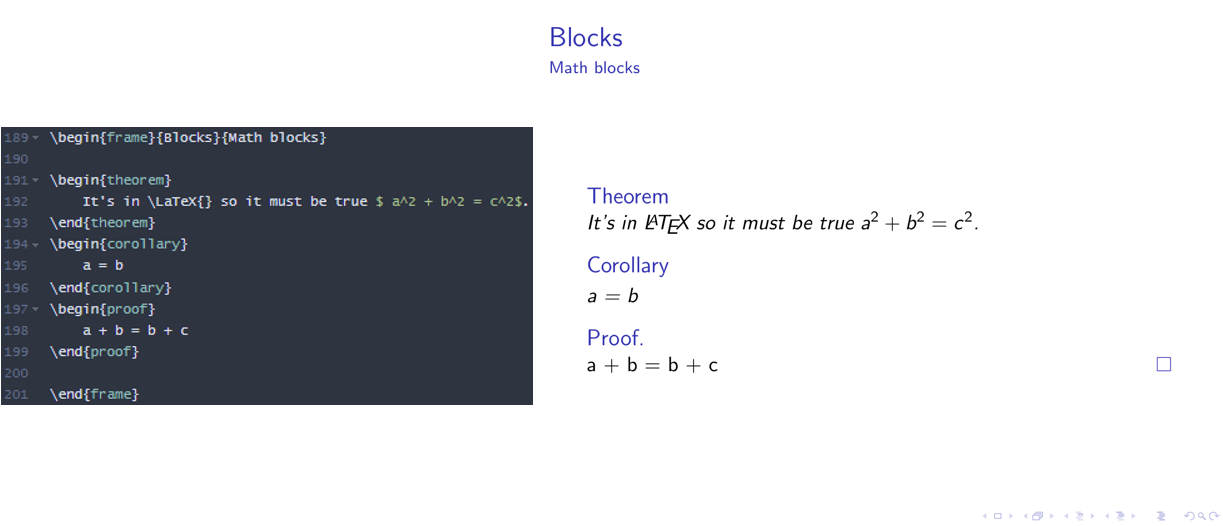 Blocks
Math blocks
189 \begin{frame}{Blocks}{Math blocks}
190
191 \begin{theorem}
192 It's in \LaTeX{} so it must be true $ a^2 + b^2 = c^2$.
193 \end{theorem}
194 \begin{corollary}
195 a = b
196 \end{corollary}
197 \begin{proof}
198 a + b = b + c
199 \end{proof}
200
201 \end{frame}
Theorem
It's in LATEX so it must be true a² + b² = c².
Corollary
a = b
Proof.
a + b = b + c